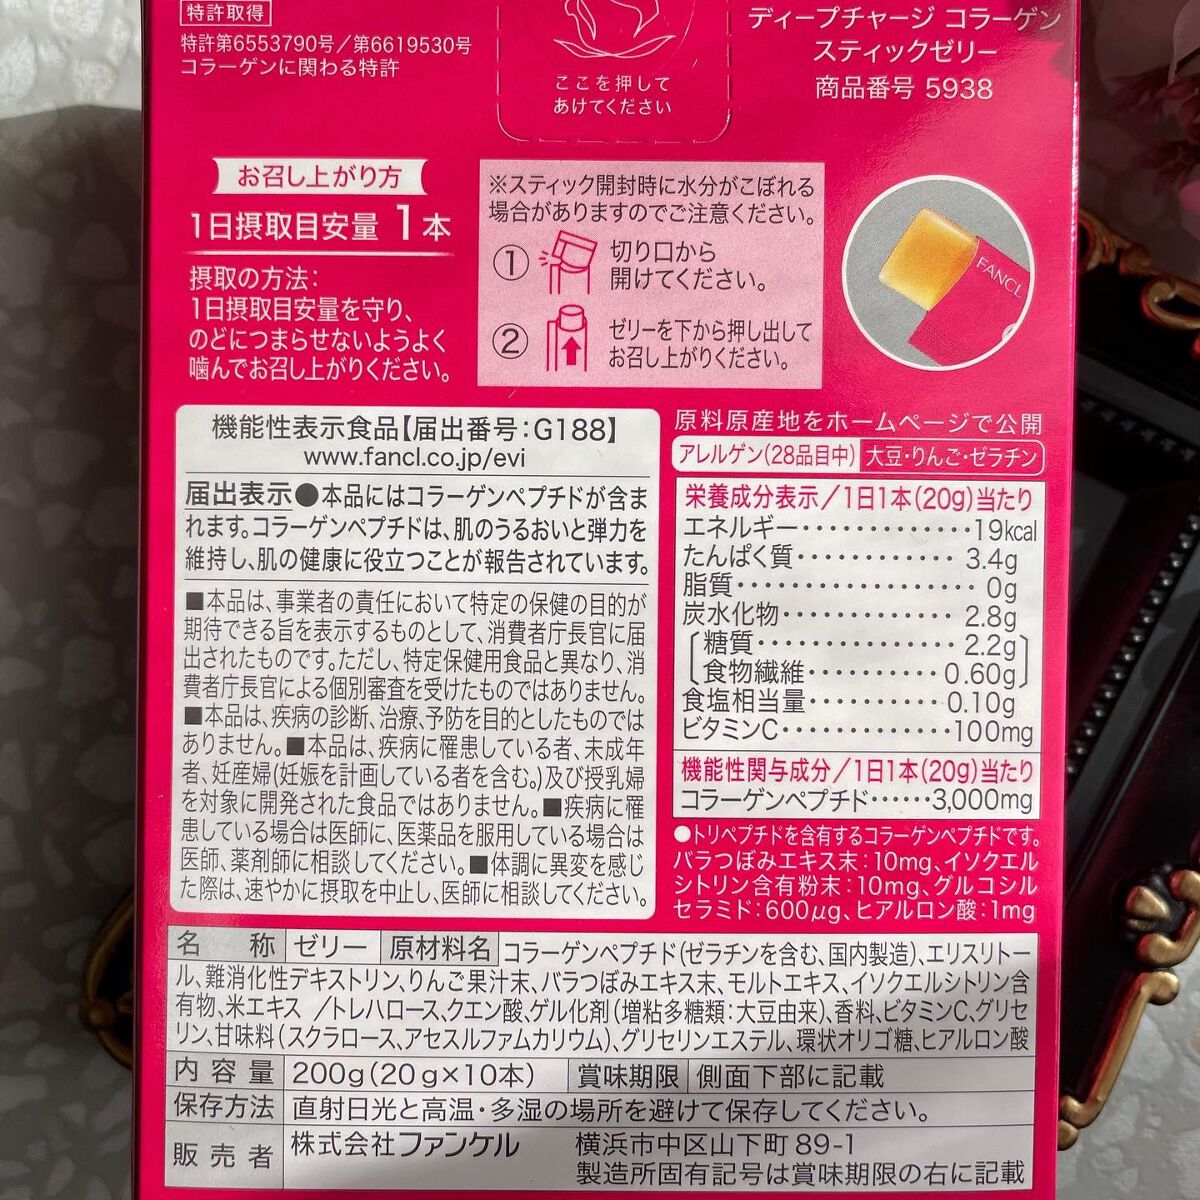 特許取得
特許第6553790号／第6619530号
コラーゲンに関わる特許
ここを押して
あけてください
ディープチャージ コラーゲン
スティックゼリー
商品番号 5938
お召し上がり方
1日摂取目安量 1本
摂取の方法：
1日摂取目安量を守り、
のどにつまらせないようよく
噛んでお召し上がりください。
※スティック開封時に水分がこぼれる
場合がありますのでご注意ください。
① 切り口から
開けてください。
② ゼリーを下から押し出して
お召し上がりください。
FANCL
機能性表示食品【届出番号：G188】
www.fancl.co.jp/evi
届出表示●本品にはコラーゲンペプチドが含ま
れます。コラーゲンペプチドは、肌のうるおいと弾力を
維持し、肌の健康に役立つことが報告されています。
■本品は、事業者の責任において特定の保健の目的が
期待できる旨を表示するものとして、消費者庁長官に届
出されたものです。ただし、特定保健用食品と異なり、消
費者庁長官による個別審査を受けたものではありません。
■本品は、疾病の診断、治療、予防を目的としたものでは
ありません。■本品は、疾病に罹患している者、未成年
者、妊産婦(妊娠を計画している者を含む。)及び授乳婦
を対象に開発された食品ではありません。■疾病に罹
患している場合は医師に、医薬品を服用している場合は
医師、薬剤師に相談してください。■体調に異変を感じ
た際は、速やかに摂取を中止し、医師に相談してください。
原料原産地をホームページで公開
アレルゲン(28品目中) 大豆・りんご・ゼラチン
栄養成分表示／1日1本(20g)当たり
エネルギー・・・・・・・・・・・・・19kcal
たんぱく質・・・・・・・・・・・・3.4g
脂質・・・・・・・・・・・・・・・・・0g
炭水化物・・・・・・・・・・・・・2.8g
〔糖質・・・・・・・・・・・・・・・2.2g〕
〔食物繊維・・・・・・・・・・0.60g〕
食塩相当量・・・・・・・・・・0.10g
ビタミンC・・・・・・・・・・・・100mg
機能性関与成分／1日1本(20g)当たり
コラーゲンペプチド・・・・・・3,000mg
●トリペプチドを含有するコラーゲンペプチドです。
バラつぼみエキス末：10mg、イソクエル
シトリン含有粉末：10mg、グルコシル
セラミド：600μg、ヒアルロン酸：1mg
名称 ゼリー 原材料名 コラーゲンペプチド(ゼラチンを含む、国内製造)、エリスリトー
ル、難消化性デキストリン、りんご果汁末、バラつぼみエキス末、モルトエキス、イソクエルシトリン含
有物、米エキス ／トレハロース、クエン酸、ゲル化剤(増粘多糖類：大豆由来)、香料、ビタミンC、グリセ
リン、甘味料(スクラロース、アセスルファムカリウム)、グリセリンエステル、環状オリゴ糖、ヒアルロン酸
内容量 200g(20g×10本) 賞味期限 側面下部に記載
保存方法 直射日光と高温・多湿の場所を避けて保存してください。
販売者 株式会社ファンケル 横浜市中区山下町89-1
製造所固有記号は賞味期限の右に記載